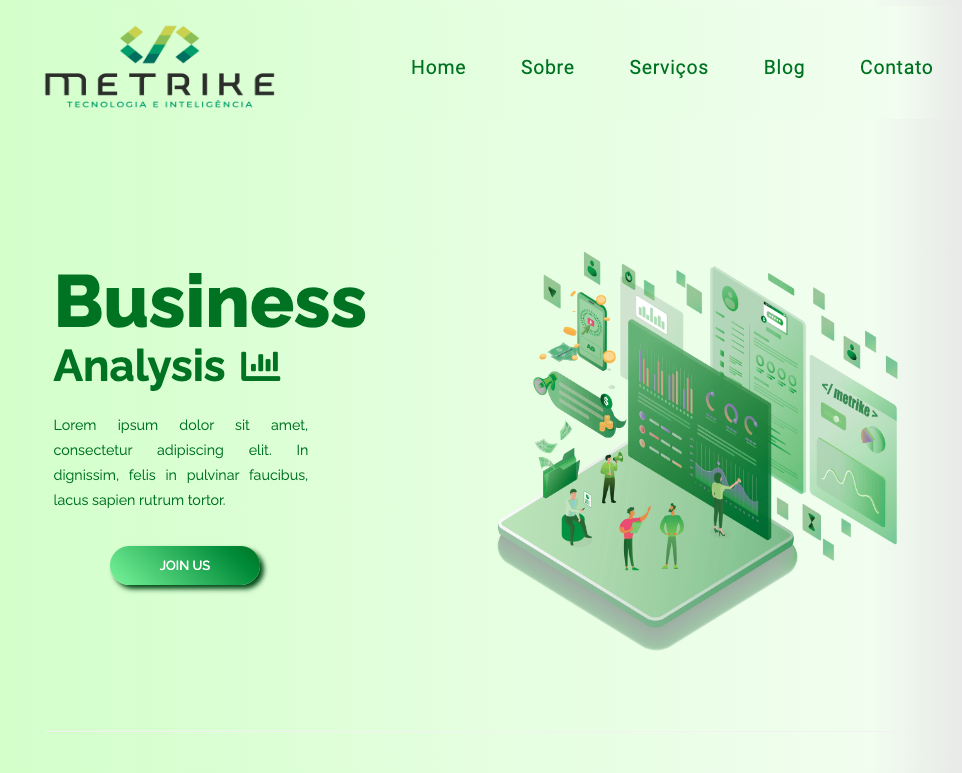 METRIKE
TECNOLOGIA E INTELIGÊNCIA
Home Sobre Serviços Blog Contato
Business
Analysis
Lorem ipsum dolor sit amet,
consectetur adipiscing elit. In
dignissim, felis in pulvinar faucibus,
lacus sapien rutrum tortor.
JOIN US
AD
</ metrike >